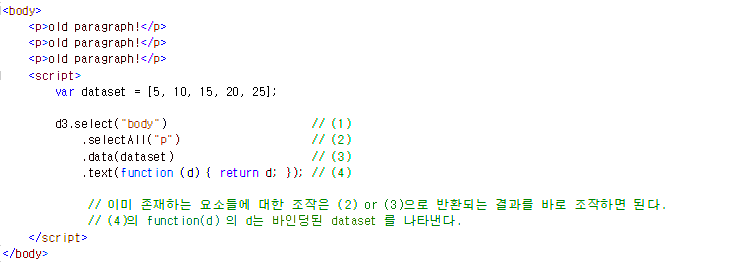 <body>
<p>old paragraph!</p>
<p>old paragraph!</p>
<p>old paragraph!</p>
<script>
var dataset = [5, 10, 15, 20, 25];
d3.select("body") // (1)
.selectAll("p") // (2)
.data(dataset) // (3)
.text(function (d) { return d; }); // (4)
// 이미 존재하는 요소들에 대한 조작은 (2) or (3)으로 반환되는 결과를 바로 조작하면 된다.
// (4)의 function(d) 의 d는 바인딩된 dataset 를 나타낸다.
</script>
</body>